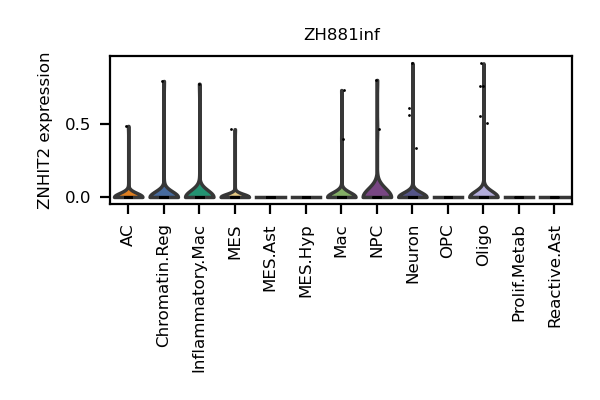 ZH881inf
ZNHIT2 expression
0.5
0.0
AC
Chromatin.Reg
Inflammatory.Mac
MES
MES.Ast
MES.Hyp
Mac
NPC
Neuron
OPC
Oligo
Prolif.Metab
Reactive.Ast